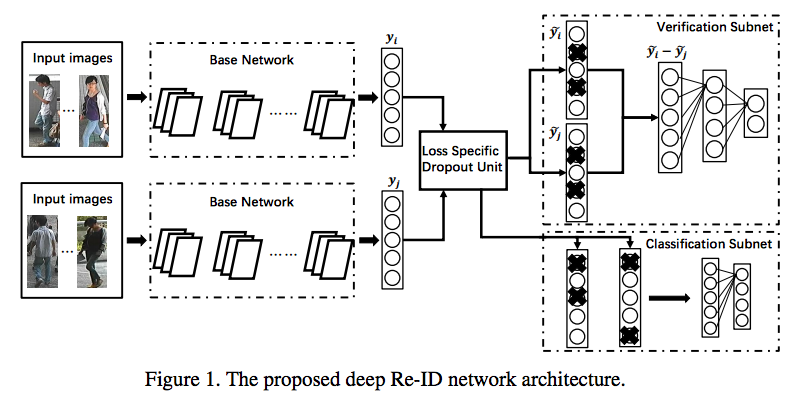 Input images
...
Base Network
... ...
yᵢ
Loss Specific
Dropout Unit
Verification Subnet
ỹᵢ
ỹⱼ
ỹᵢ − ỹⱼ
Input images
...
Base Network
... ...
yⱼ
Classification Subnet
Figure 1. The proposed deep Re-ID network architecture.